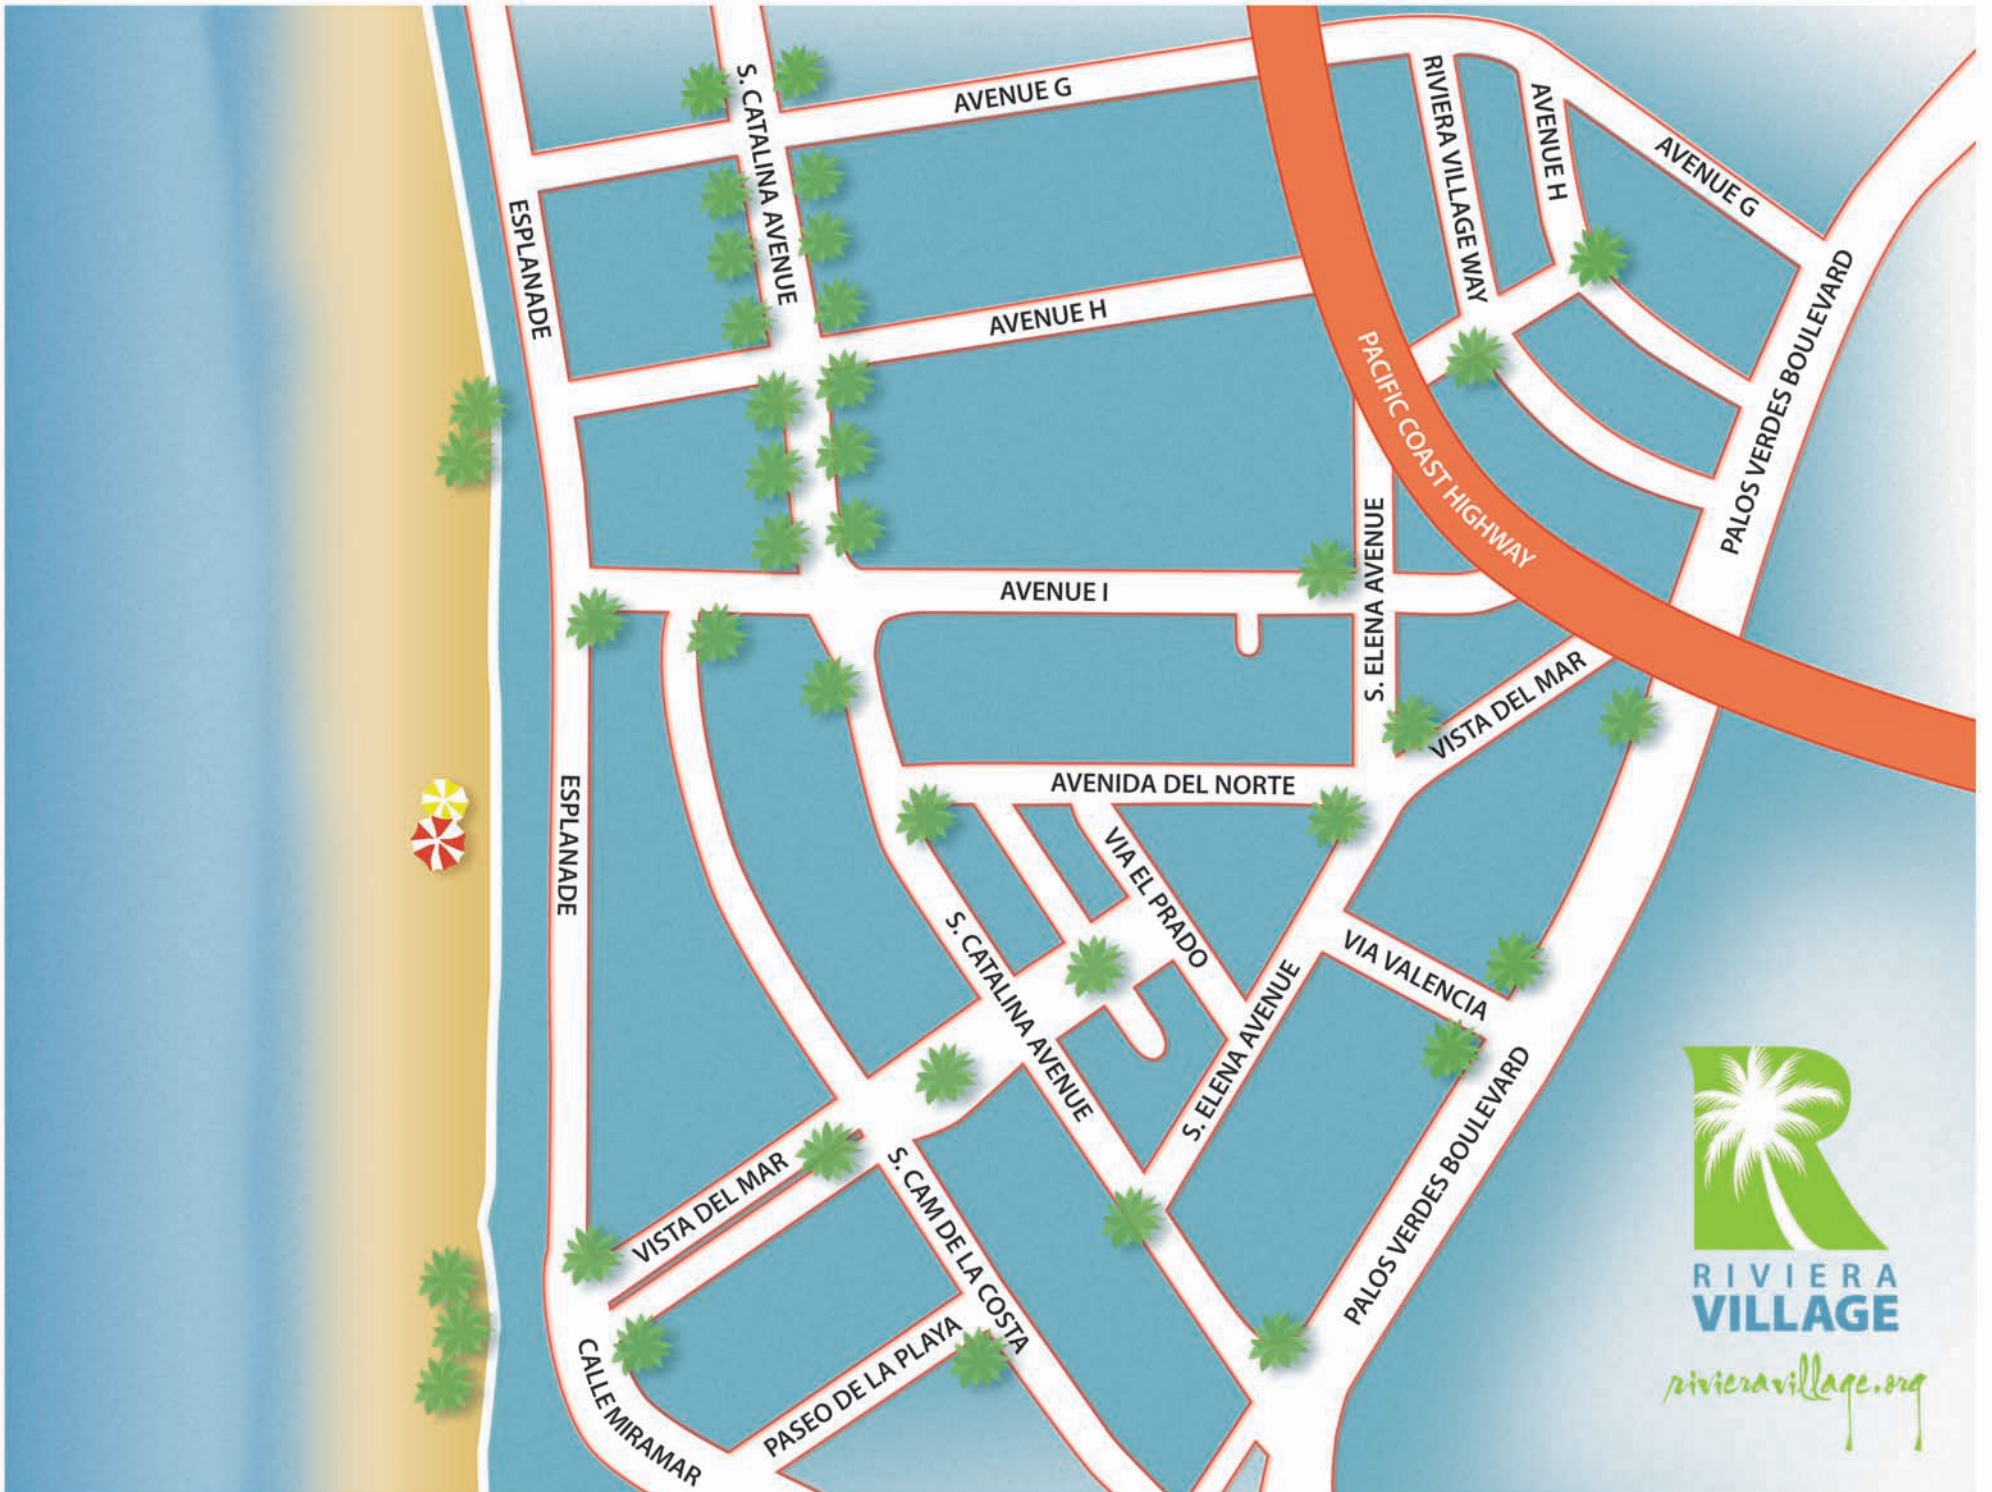 S. CATALINA AVENUE
AVENUE G
RIVIERA VILLAGE WAY
AVENUE H
AVENUE G
ESPLANADE
AVENUE H
PACIFIC COAST HIGHWAY
PALOS VERDES BOULEVARD
S. ELENA AVENUE
AVENUE I
VISTA DEL MAR
ESPLANADE
AVENIDA DEL NORTE
VIA EL PRADO
S. CATALINA AVENUE
VIA VALENCIA
S. ELENA AVENUE
PALOS VERDES BOULEVARD
VISTA DEL MAR
S. CAM DE LA COSTA
PASEO DE LA PLAYA
CALLE MIRAMAR
R
RIVIERA
VILLAGE
rivieravillage.org